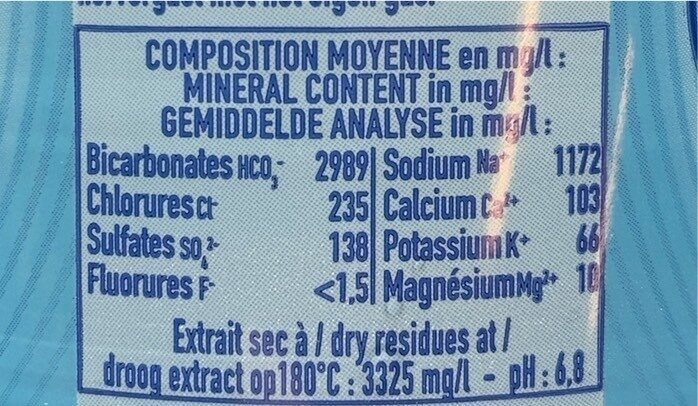 COMPOSITION MOYENNE en mg/l :
MINERAL CONTENT in mg/l :
GEMIDDELDE ANALYSE in mg/l :
Bicarbonates HCO₃⁻ 2989 Sodium Na⁺ 1172
Chlorures Cl⁻ 235 Calcium Ca²⁺ 103
Sulfates SO₄²⁻ 138 Potassium K⁺ 66
Fluorures F⁻ <1,5 Magnésium Mg²⁺ 10
Extrait sec à / dry residues at /
droog extract op 180°C : 3325 mg/l - pH : 6,8